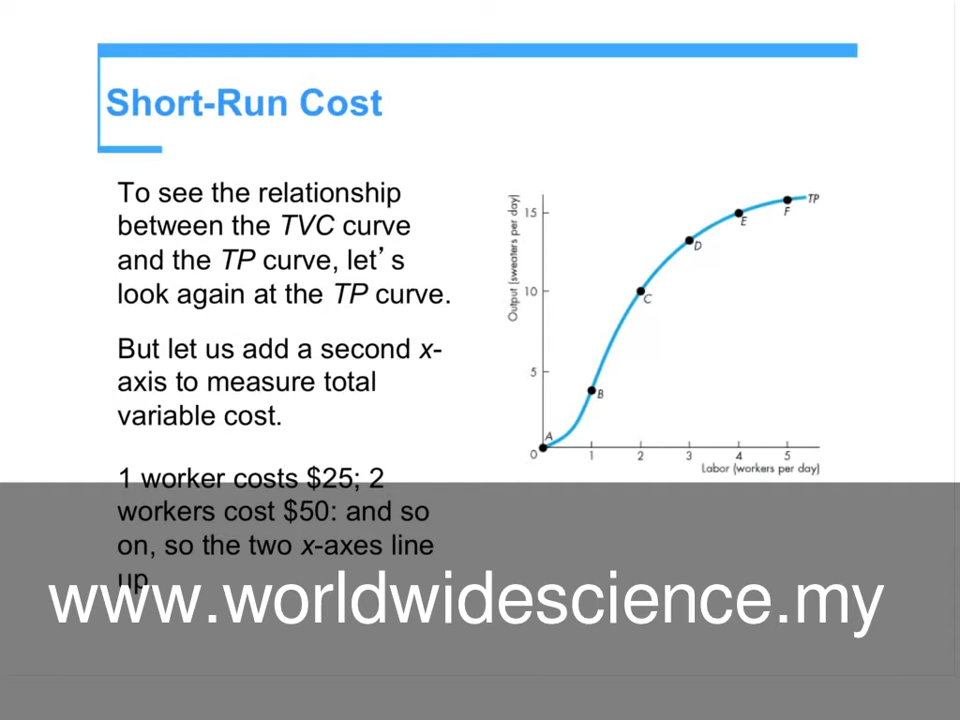 Short-Run Cost
To see the relationship
between the TVC curve
and the TP curve, let’s
look again at the TP curve.
But let us add a second x-
axis to measure total
variable cost.
1 worker costs $25; 2
workers cost $50: and so
on, so the two x-axes line
up.
Output (sweaters per day)
15
10
5
0
1
2
3
4
5
Labor (workers per day)
A
B
C
D
E
F
TP
www.worldwidescience.my